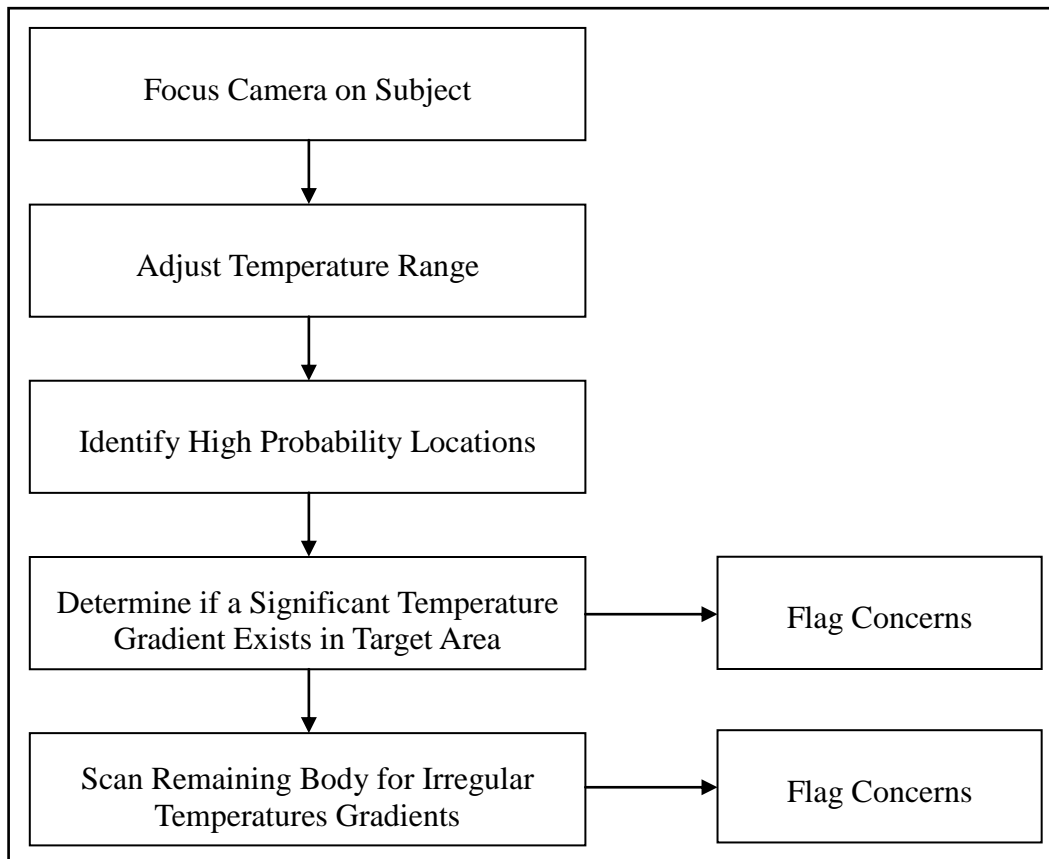 Focus Camera on Subject
Adjust Temperature Range
Identify High Probability Locations
Determine if a Significant Temperature
Gradient Exists in Target Area
Flag Concerns
Scan Remaining Body for Irregular
Temperatures Gradients
Flag Concerns